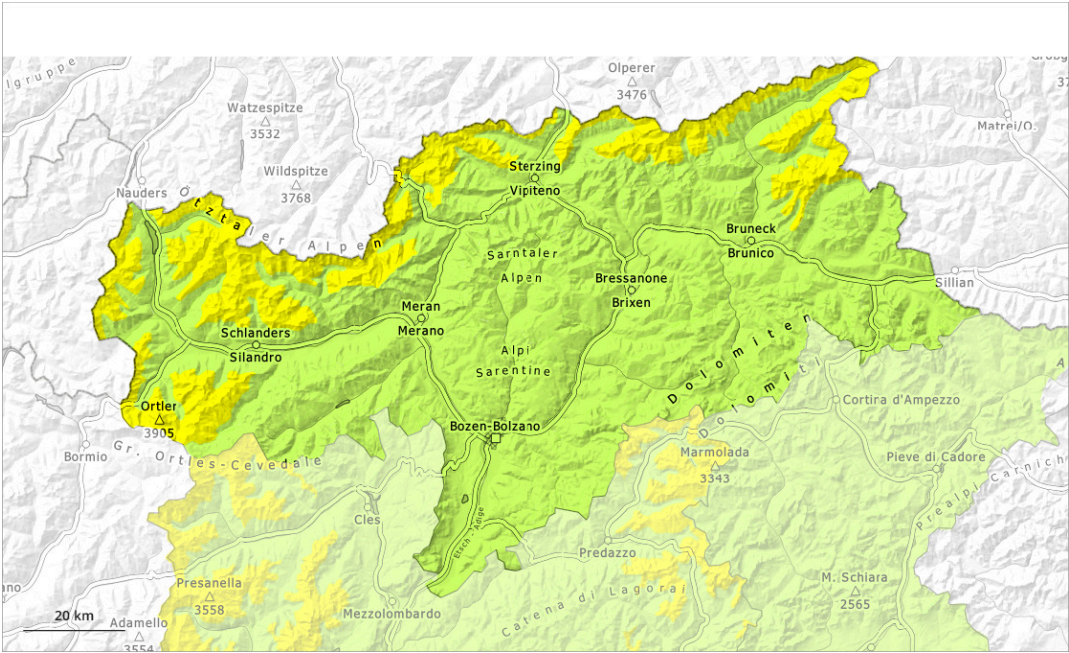 lgruppe
Olperer
3476
Watzespitze
3532
Matrei/O.
Wildspitze
3768
Nauders
Ötztaler Alpen
Sterzing
Vipiteno
Bruneck
Brunico
Sarntaler
Alpen
Bressanone
Brixen
Sillian
Meran
Merano
Schlanders
Silandro
Alpi
Sarentine
Dolomiten
Dolomiti
Ortler
3905
Cortina d'Ampezzo
Bozen-Bolzano
Gr. Ortles-Cevedale
Bormio
Marmolada
3343
Pieve di Cadore
Prealpi Carnich
Cles
Etsch - Adige
Predazzo
Presanella
3558
M. Schiara
2565
Catena di Lagorai
Mezzolombardo
20 km
Adamello
3554